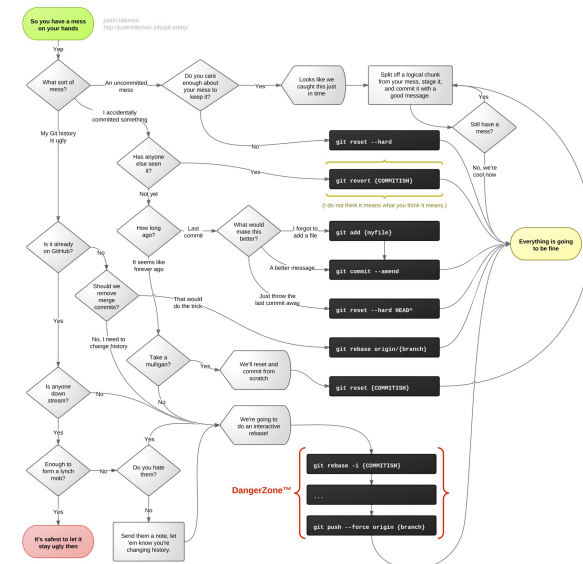 So you have a mess
on your hands
justin hileman
http://justinhileman.info/git-pretty/
Yep
What sort of
mess?
An uncommitted
mess
Do you care
enough about
your mess to
keep it?
Yes
Looks like we
caught this just
in time
Split off a logical chunk
from your mess, stage it,
and commit it with a
good message.
Yes
Still have a
mess?
No, we're
cool now
I accidentally
committed something
My Git history
is ugly
No
git reset --hard
Has anyone
else seen
it?
Yes
git revert {COMMITISH}
(I do not think it means what you think it means.)
Not yet
How long
ago?
Last
commit
What would
make this
better?
I forgot to
add a file
git add {myfile}
A better message
git commit --amend
Everything is going
to be fine
Just throw the
last commit away
git reset --hard HEAD^
Is it already
on GitHub?
No
It seems like
forever ago
Should we
remove
merge
commits?
That would
do the trick
git rebase origin/{branch}
Yes
No, I need to
change history
Take a
mulligan?
Yes
We'll reset and
commit from
scratch
git reset {COMMITISH}
No
Is anyone
down
stream?
No
We're going to
do an interactive
rebase!
Yes
Yes
Enough to
form a lynch
mob?
No
Do you hate
them?
DangerZone™
git rebase -i {COMMITISH}
...
git push --force origin {branch}
Yes
No
It's safest to let it
stay ugly then
Send them a note, let
'em know you're
changing history.